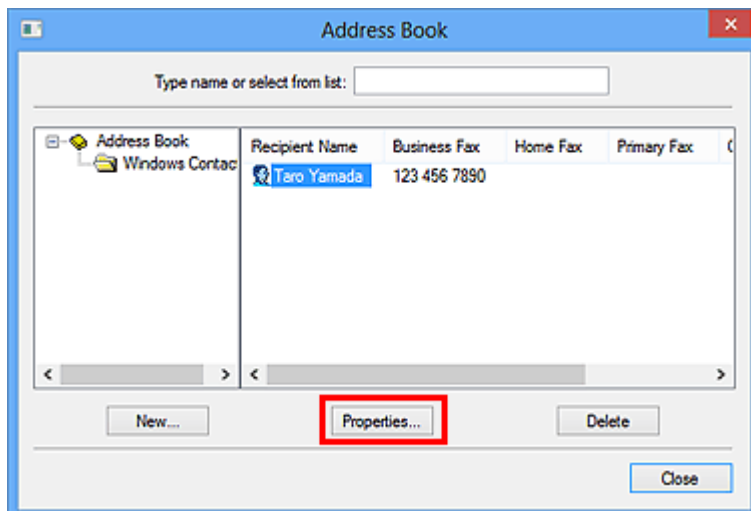 Address Book
Type name or select from list:
Address Book
Windows Contac
Recipient Name Business Fax Home Fax Primary Fax
Taro Yamada 123 456 7890
New... Properties... Delete
Close